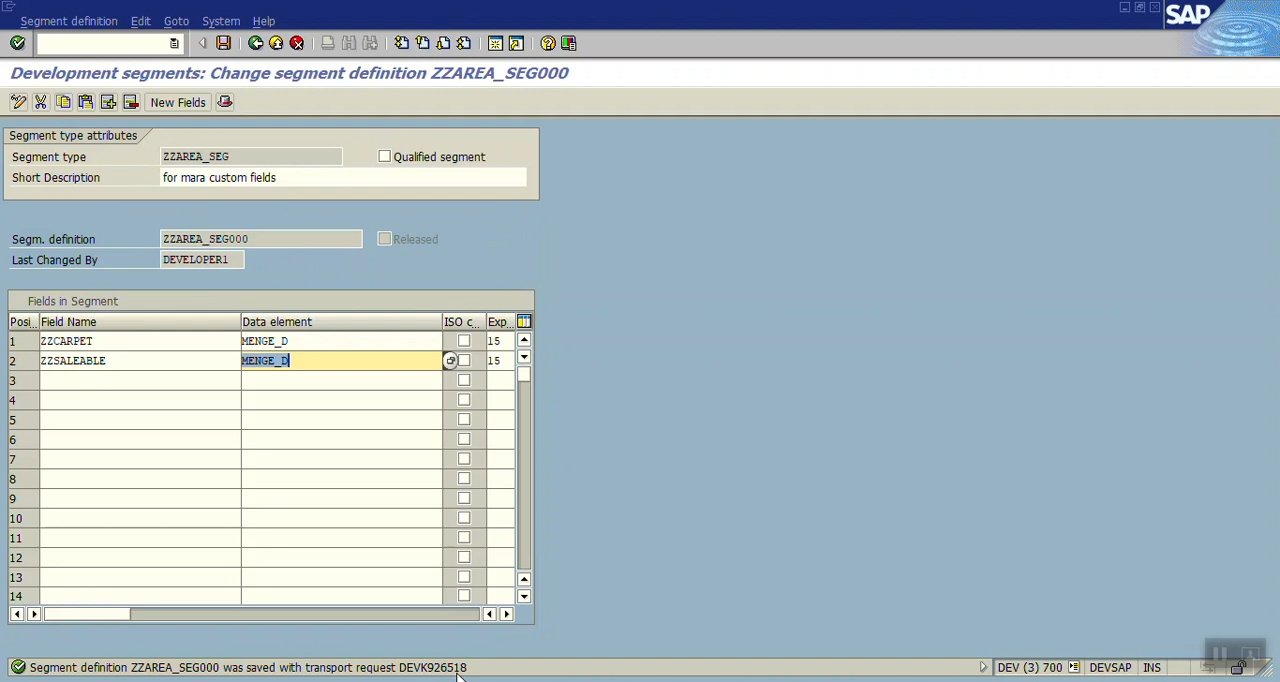 Segment definition Edit Goto System Help
SAP
Development segments: Change segment definition ZZAREA_SEG000
New Fields
Segment type attributes
Segment type ZZAREA_SEG Qualified segment
Short Description for mara custom fields
Segm. definition ZZAREA_SEG000 Released
Last Changed By DEVELOPER1
Fields in Segment
Posi... Field Name Data element ISO c... Exp...
1 ZZCARPET MENGE_D 15
2 ZZSALEABLE MENGE_D 15
3
4
5
6
7
8
9
10
11
12
13
14
Segment definition ZZAREA_SEG000 was saved with transport request DEVK926518 DEV (3) 700 DEVSAP INS